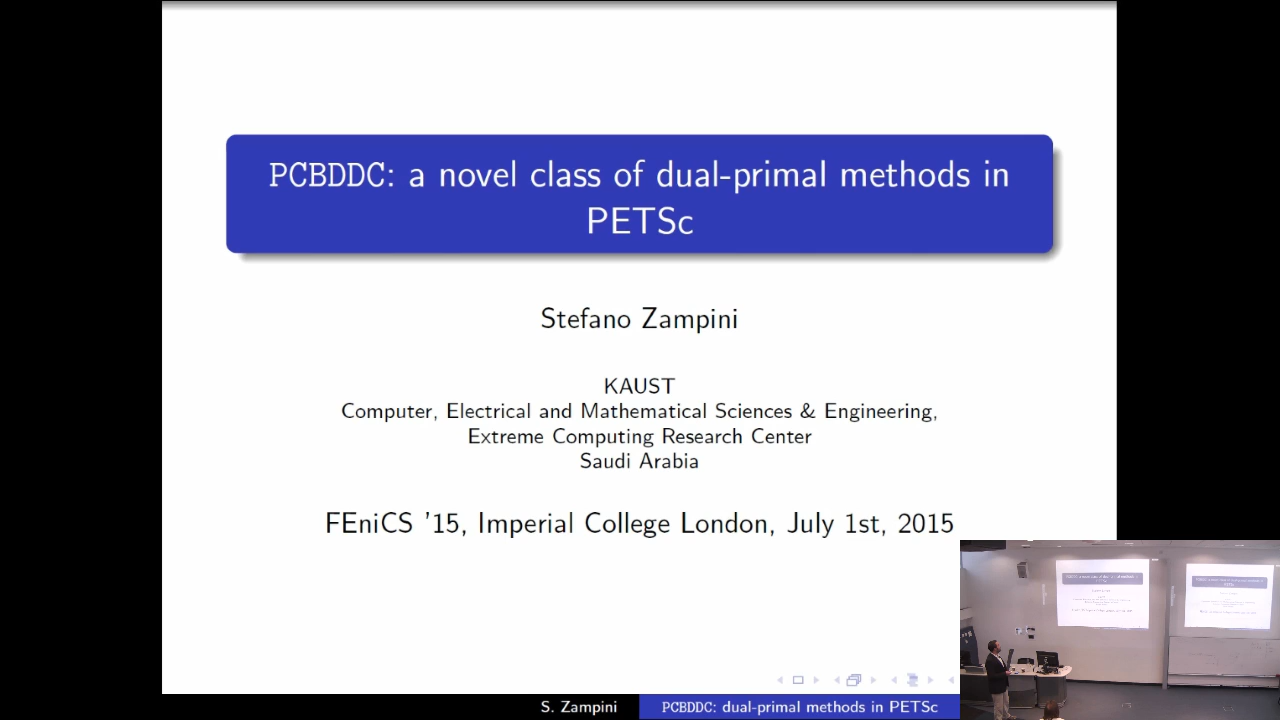 PCBDDC: a novel class of dual-primal methods in
PETSc
Stefano Zampini
KAUST
Computer, Electrical and Mathematical Sciences & Engineering,
Extreme Computing Research Center
Saudi Arabia
FEniCS '15, Imperial College London, July 1st, 2015
S. Zampini
PCBDDC: dual-primal methods in PETSc